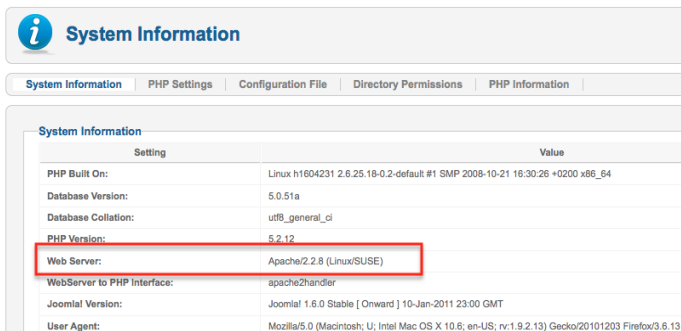 System Information
System Information PHP Settings Configuration File Directory Permissions PHP Information
System Information
Setting Value
PHP Built On: Linux h1604231 2.6.25.18-0.2-default #1 SMP 2008-10-21 16:30:26 +0200 x86_64
Database Version: 5.0.51a
Database Collation: utf8_general_ci
PHP Version: 5.2.12
Web Server: Apache/2.2.8 (Linux/SUSE)
WebServer to PHP Interface: apache2handler
Joomla! Version: Joomla! 1.6.0 Stable [ Onward ] 10-Jan-2011 23:00 GMT
User Agent: Mozilla/5.0 (Macintosh; U; Intel Mac OS X 10.6; en-US; rv:1.9.2.13) Gecko/20101203 Firefox/3.6.13